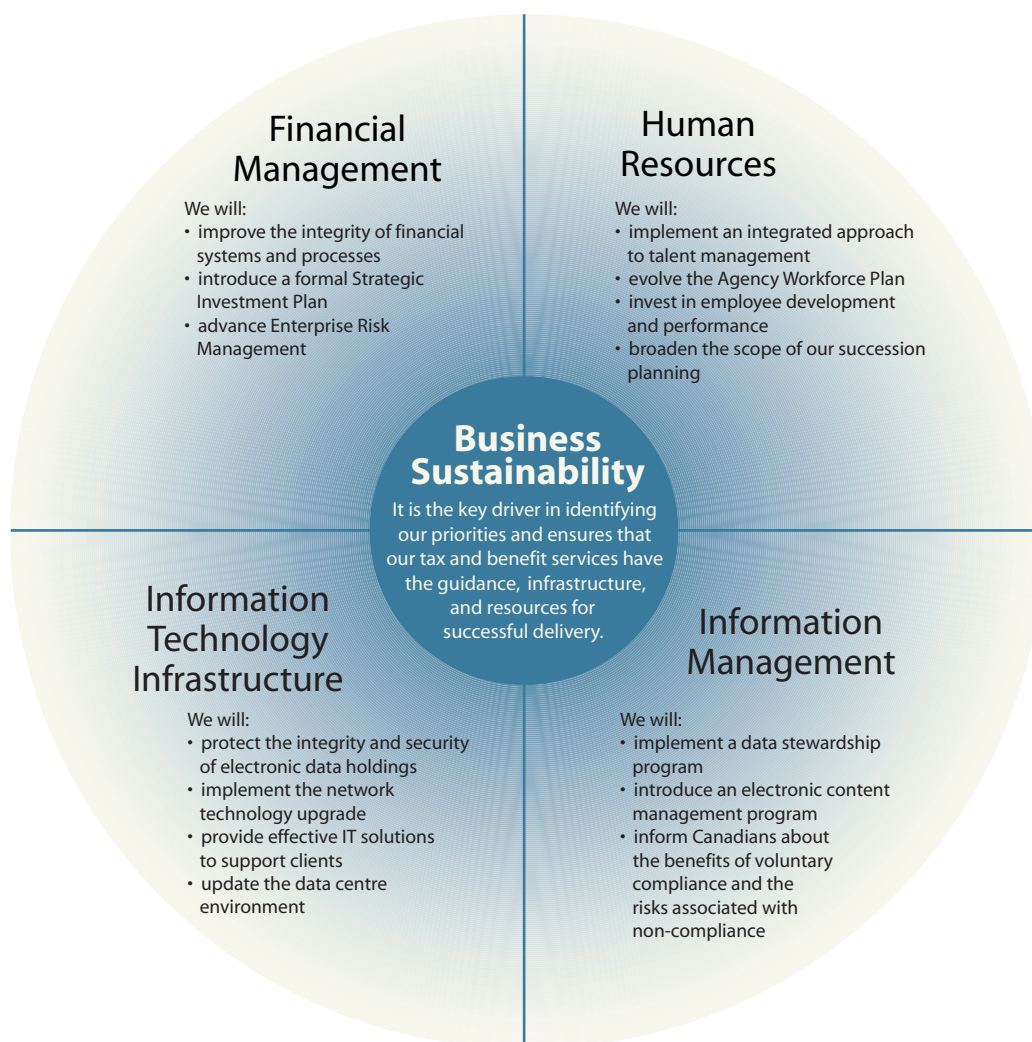 Financial
Management
We will:
• improve the integrity of financial
systems and processes
• introduce a formal Strategic
Investment Plan
• advance Enterprise Risk
Management
Human
Resources
We will:
• implement an integrated approach
to talent management
• evolve the Agency Workforce Plan
• invest in employee development
and performance
• broaden the scope of our succession
planning
Business
Sustainability
It is the key driver in identifying
our priorities and ensures that
our tax and benefit services have
the guidance, infrastructure,
and resources for
successful delivery.
Information
Technology
Infrastructure
We will:
• protect the integrity and security
of electronic data holdings
• implement the network
technology upgrade
• provide effective IT solutions
to support clients
• update the data centre
environment
Information
Management
We will:
• implement a data stewardship
program
• introduce an electronic content
management program
• inform Canadians about
the benefits of voluntary
compliance and the
risks associated with
non-compliance